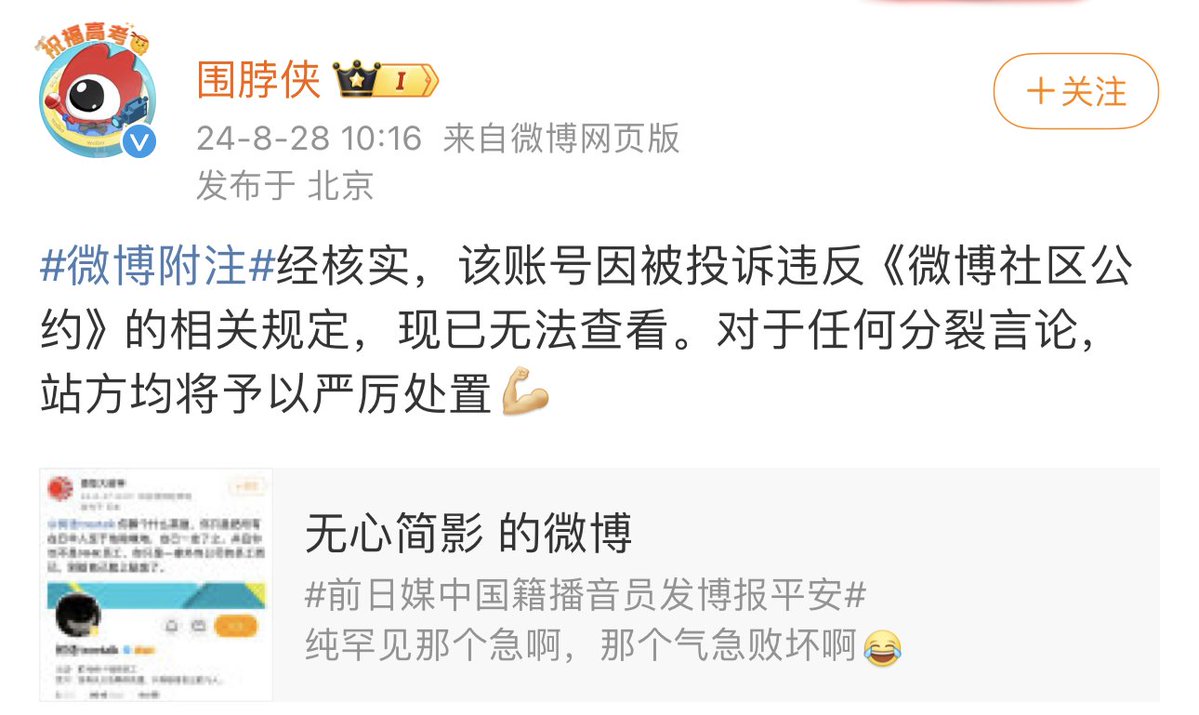 祝福高考
围脖侠
I
+关注
24-8-28 10:16 来自微博网页版
发布于 北京
#微博附注#经核实，该账号因被投诉违反《微博社区公
约》的相关规定，现已无法查看。对于任何分裂言论，
站方均将予以严厉处置💪🏼
无心简影 的微博
#前日媒中国籍播音员发博报平安#
纯罕见那个急啊，那个气急败坏啊😂